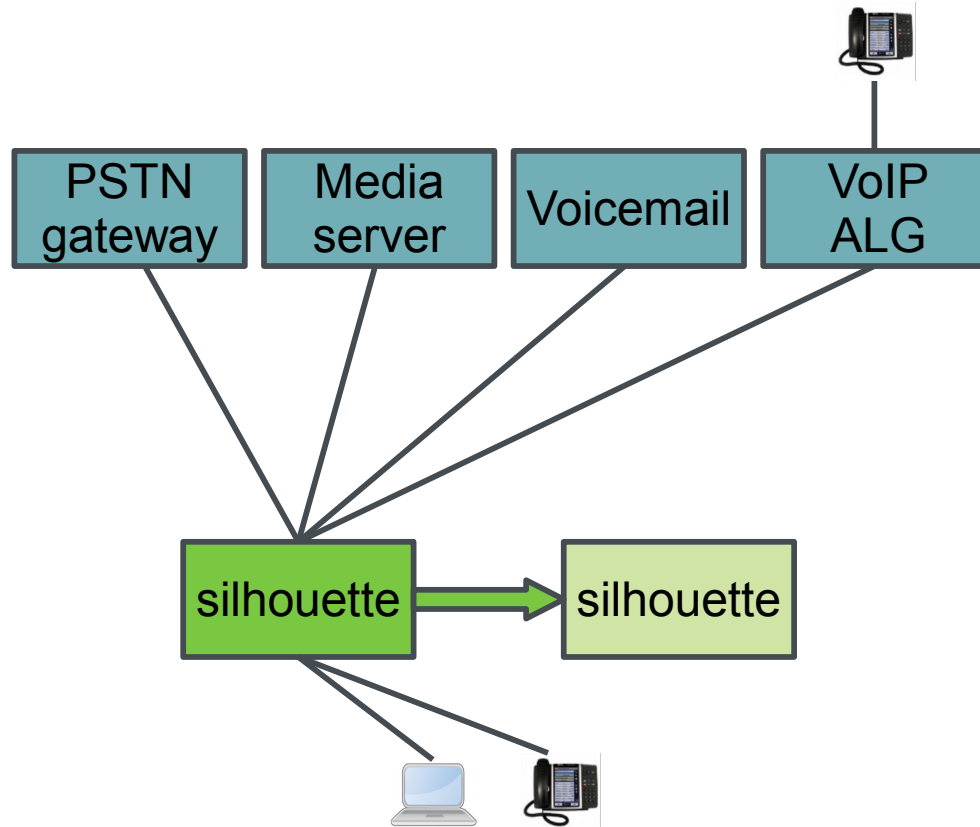 PSTN
gateway
Media
server
Voicemail
VoIP
ALG
silhouette
silhouette